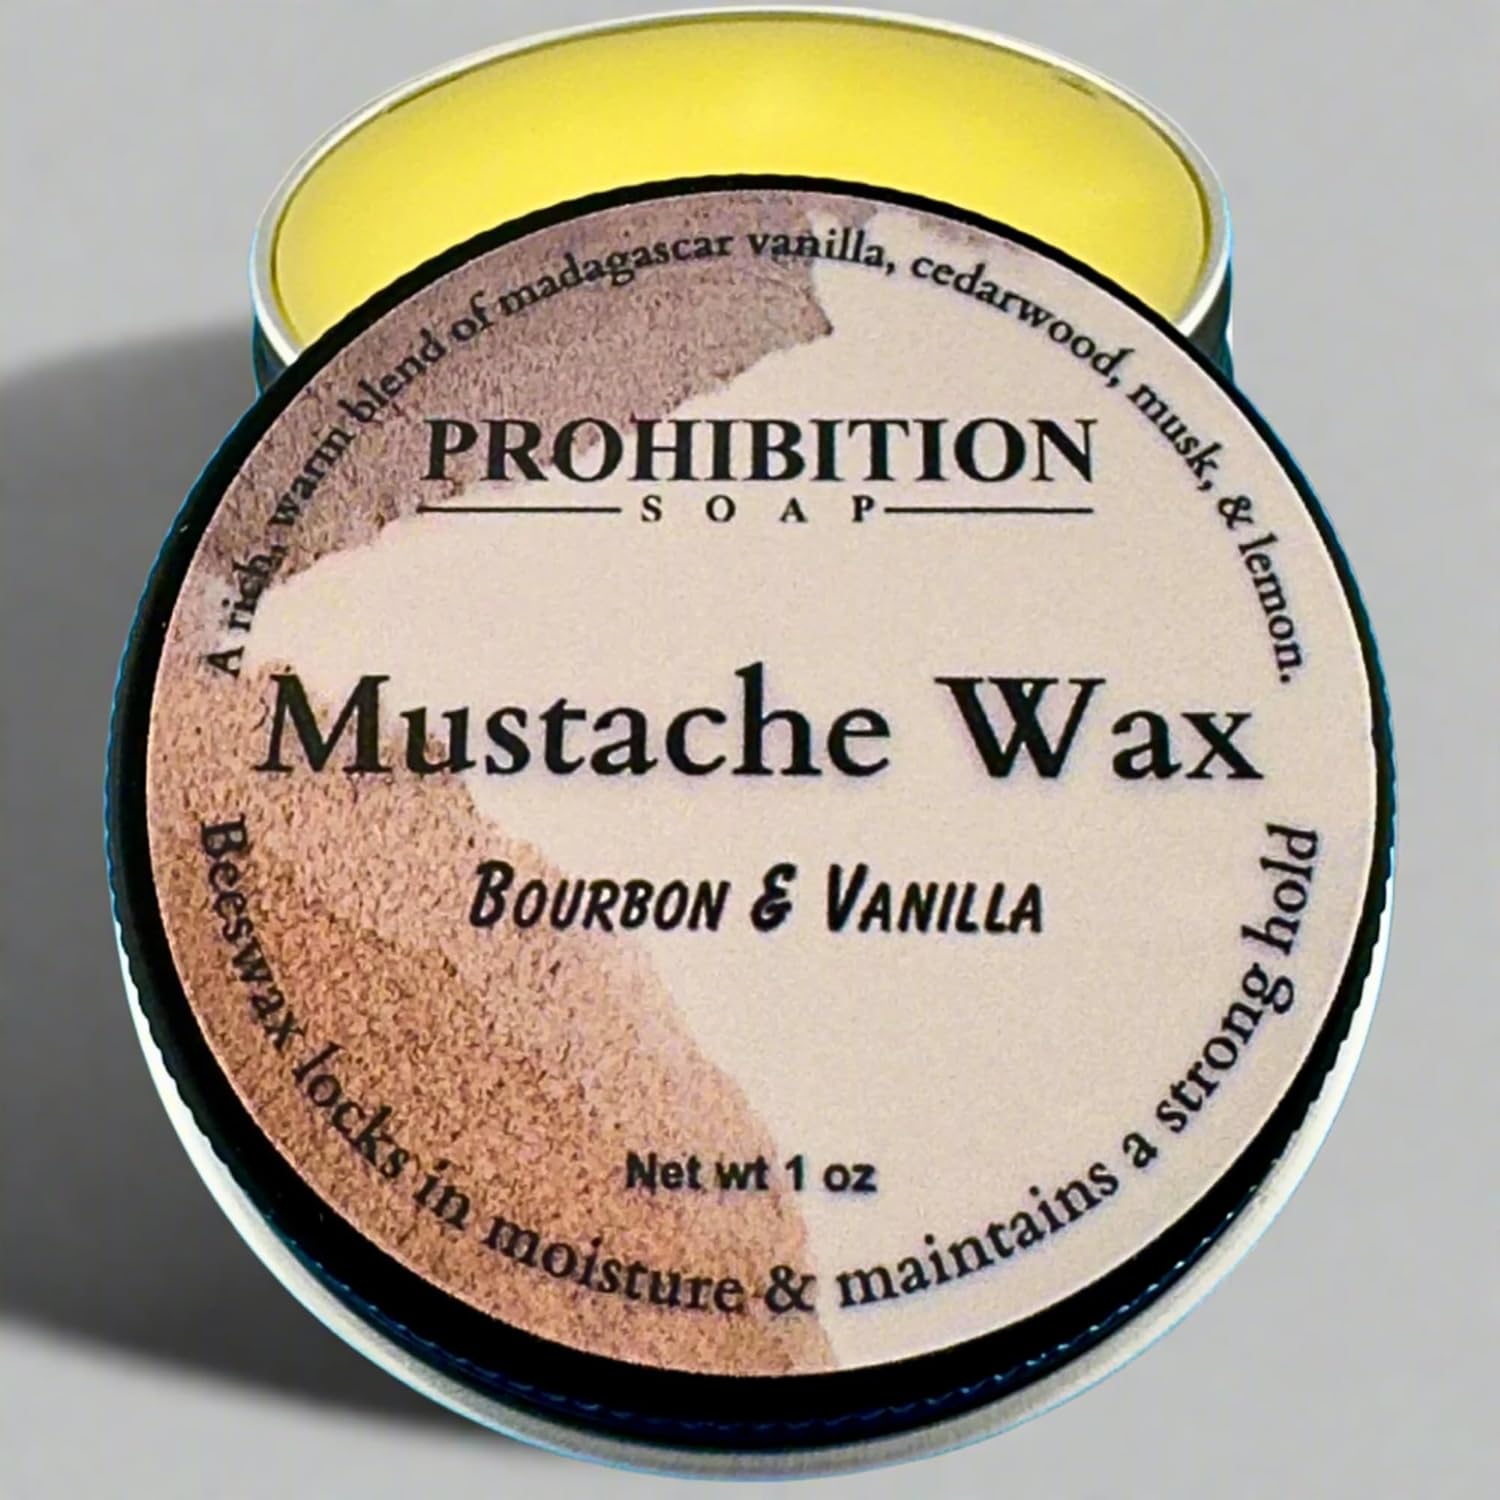 A rich, warm blend of madagascar vanilla, cedarwood, musk, & lemon.
PROHIBITION
SOAP
Mustache Wax
BOURBON & VANILLA
Net wt 1 oz
Beeswax locks in moisture & maintains a strong hold